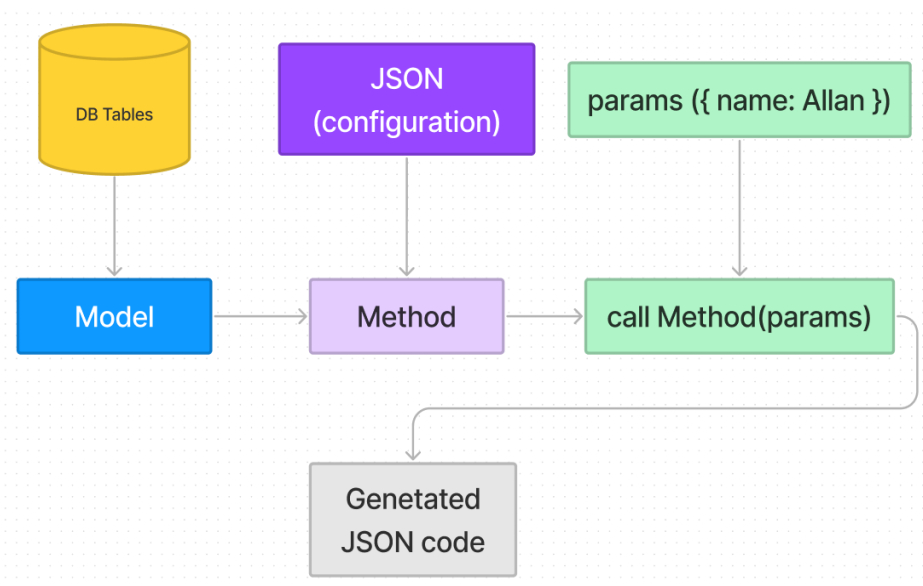 DB Tables
JSON
(configuration)
params ({ name: Allan })
Model
Method
call Method(params)
Genetated
JSON code